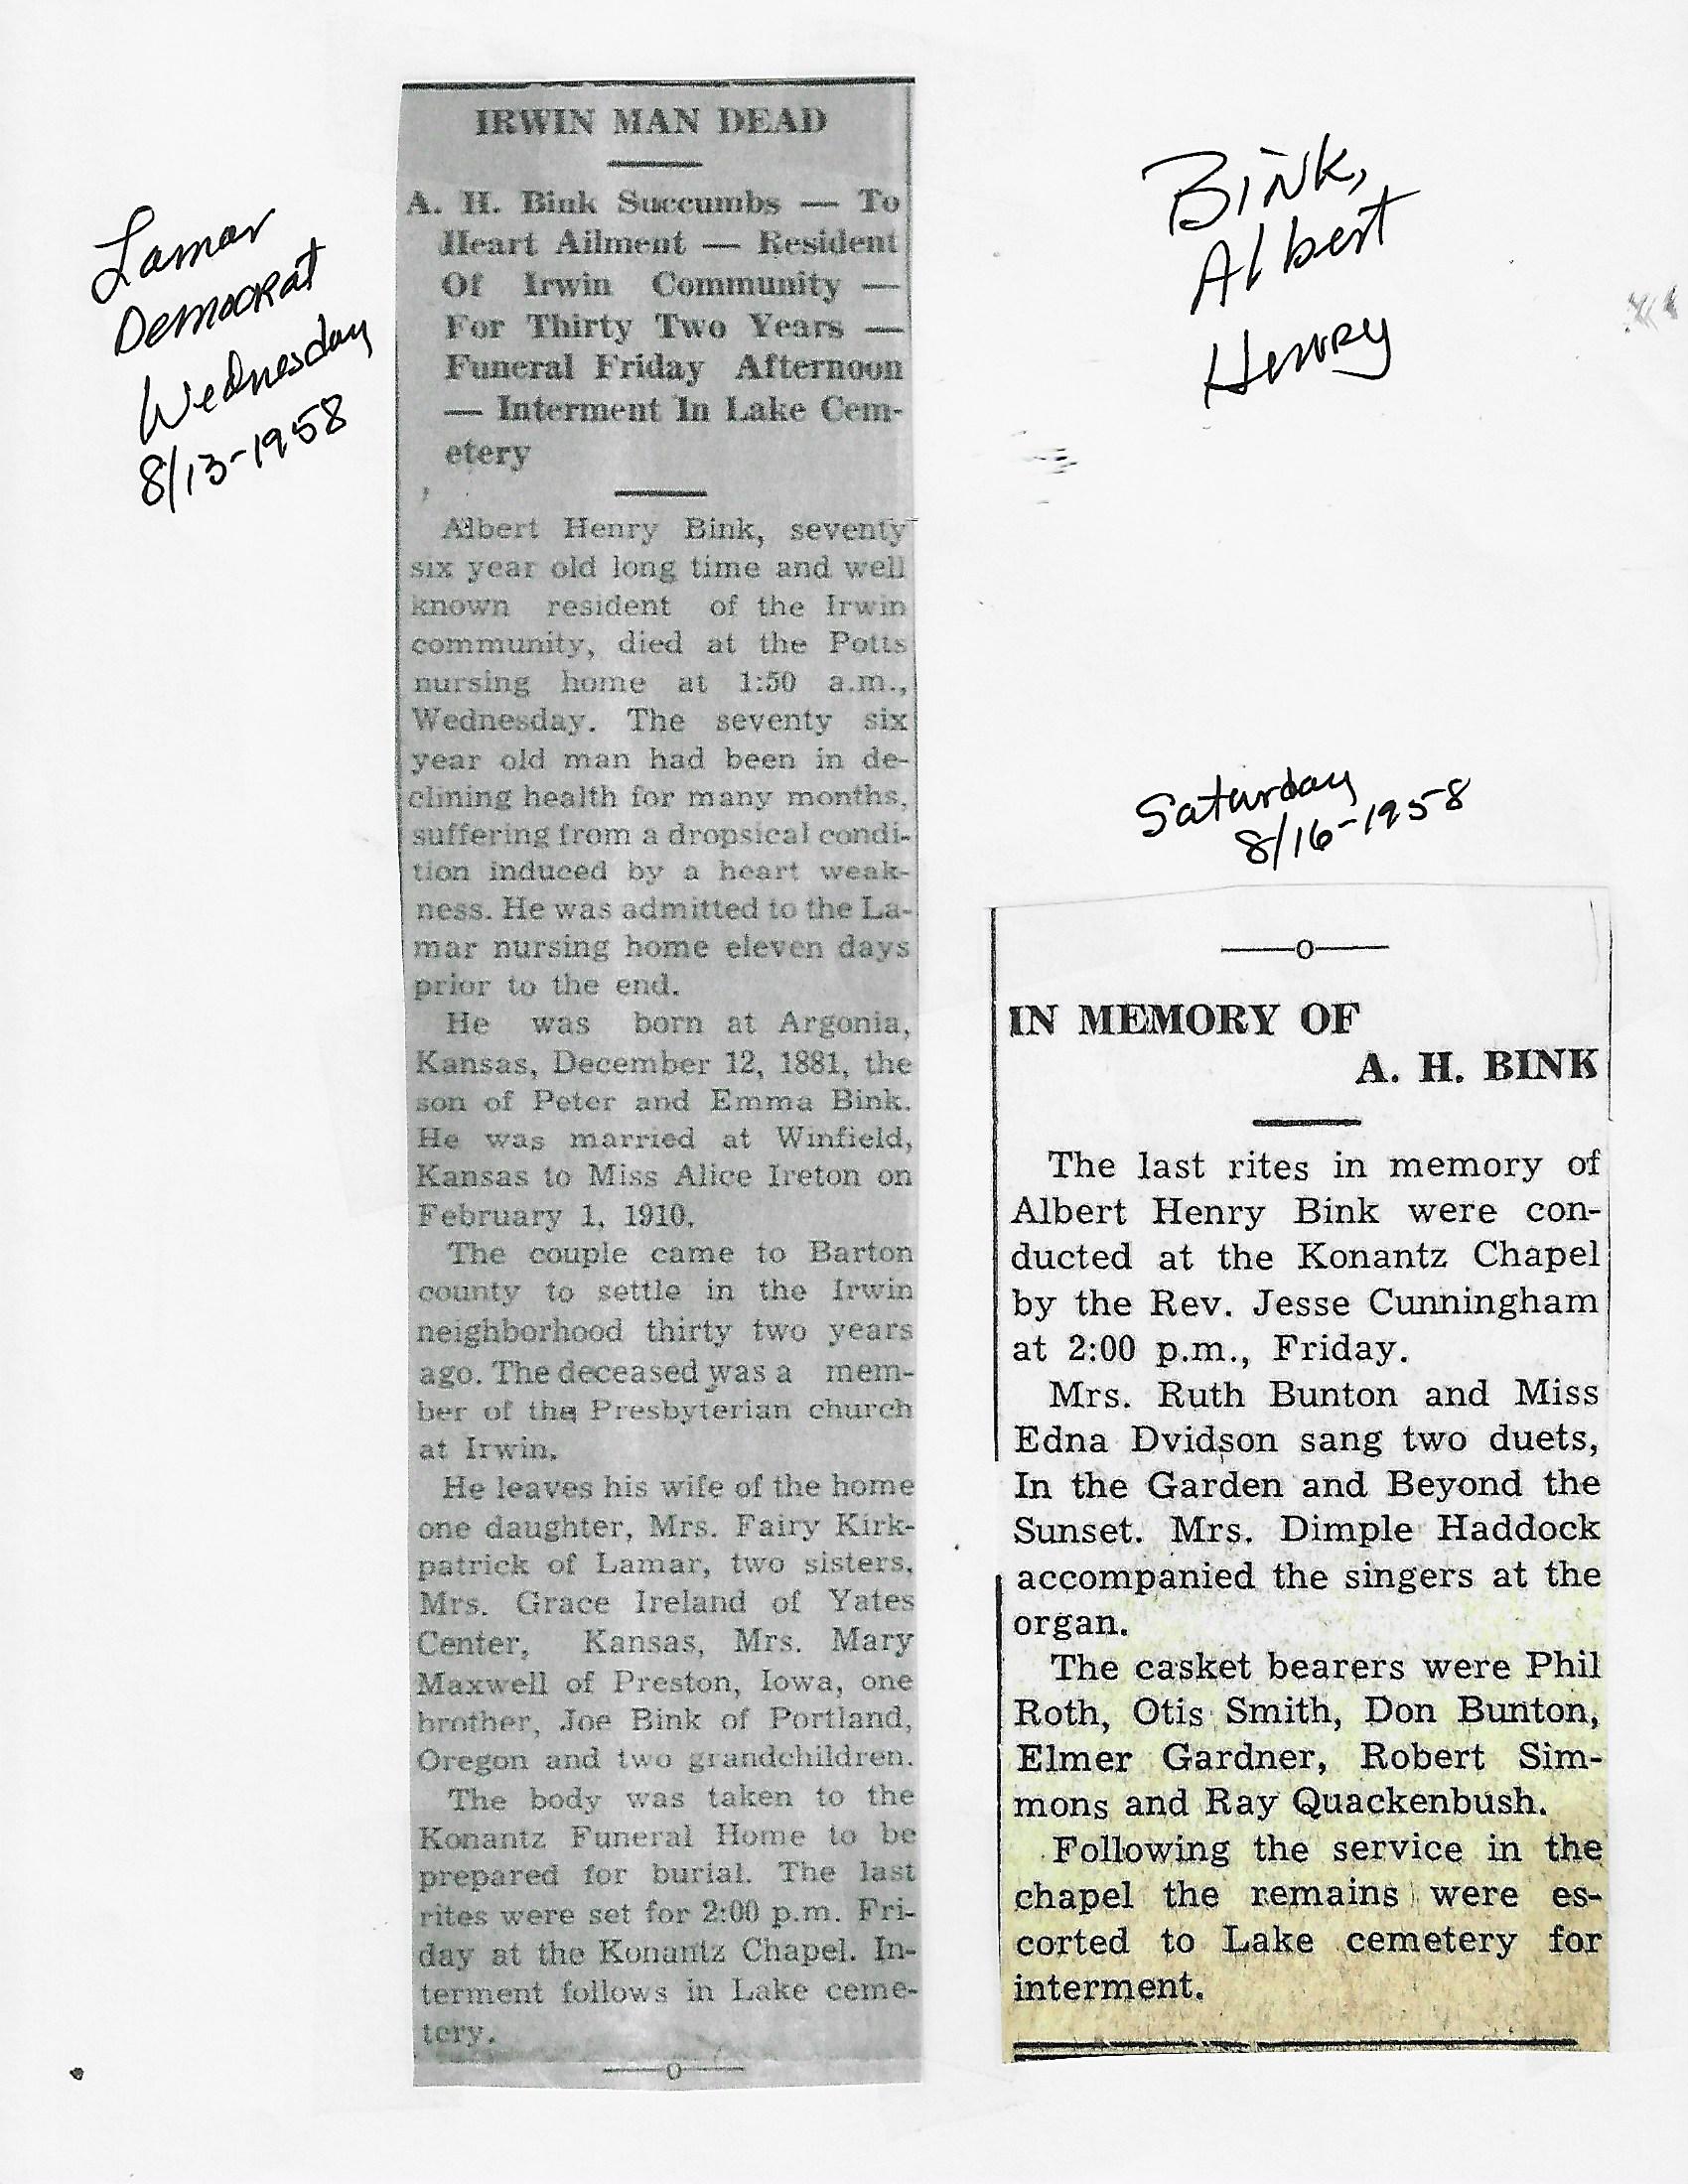 Lamar
Democrat
Wednesday
8/13-1958
IRWIN MAN DEAD
A. H. Bink Succumbs — To
Heart Ailment — Resident
Of Irwin Community —
For Thirty Two Years —
Funeral Friday Afternoon
— Interment In Lake Cem-
etery
Albert Henry Bink, seventy
six year old long time and well
known resident of the Irwin
community, died at the Potts
nursing home at 1:50 a.m.,
Wednesday. The seventy six
year old man had been in de-
clining health for many months,
suffering from a dropsical condi-
tion induced by a heart weak-
ness. He was admitted to the La-
mar nursing home eleven days
prior to the end.
He was born at Argonia,
Kansas, December 12, 1881, the
son of Peter and Emma Bink.
He was married at Winfield,
Kansas to Miss Alice Ireton on
February 1, 1910.
The couple came to Barton
county to settle in the Irwin
neighborhood thirty two years
ago. The deceased was a mem-
ber of the Presbyterian church
at Irwin.
He leaves his wife of the home
one daughter, Mrs. Fairy Kirk-
patrick of Lamar, two sisters,
Mrs. Grace Ireland of Yates
Center, Kansas, Mrs. Mary
Maxwell of Preston, Iowa, one
brother, Joe Bink of Portland,
Oregon and two grandchildren.
The body was taken to the
Konantz Funeral Home to be
prepared for burial. The last
rites were set for 2:00 p.m. Fri-
day at the Konantz Chapel. In-
terment follows in Lake ceme-
tery.
—o—
Bink,
Albert
Henry
Saturday
8/16-1958
—o—
IN MEMORY OF
A. H. BINK
The last rites in memory of
Albert Henry Bink were con-
ducted at the Konantz Chapel
by the Rev. Jesse Cunningham
at 2:00 p.m., Friday.
Mrs. Ruth Bunton and Miss
Edna Dvidson sang two duets,
In the Garden and Beyond the
Sunset. Mrs. Dimple Haddock
accompanied the singers at the
organ.
The casket bearers were Phil
Roth, Otis Smith, Don Bunton,
Elmer Gardner, Robert Sim-
mons and Ray Quackenbush.
Following the service in the
chapel the remains were es-
corted to Lake cemetery for
interment.